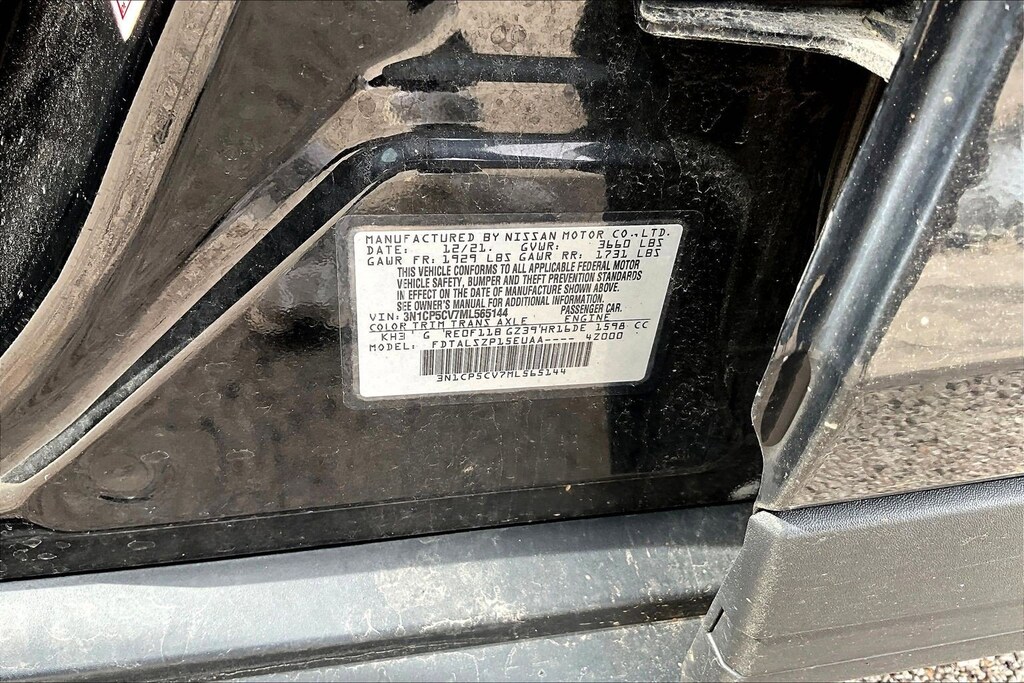 MANUFACTURED BY NISSAN MOTOR CO.,LTD.
DATE: 12/21. GVWR: 3660 LBS
GAWR FR: 1929 LBS GAWR RR: 1731 LBS
THIS VEHICLE CONFORMS TO ALL APPLICABLE FEDERAL MOTOR
VEHICLE SAFETY, BUMPER AND THEFT PREVENTION STANDARDS
IN EFFECT ON THE DATE OF MANUFACTURE SHOWN ABOVE.
SEE OWNER'S MANUAL FOR ADDITIONAL INFORMATION.
VIN: 3N1CP5CV7ML565144 PASSENGER CAR.
COLOR TRIM TRANS AXLE ENGINE
KH3 G RE0F11B GZ39 HR16DE 1598 CC
MODEL: FDTALSZP15EUAA---- 42000
3N1CP5CV7ML565144